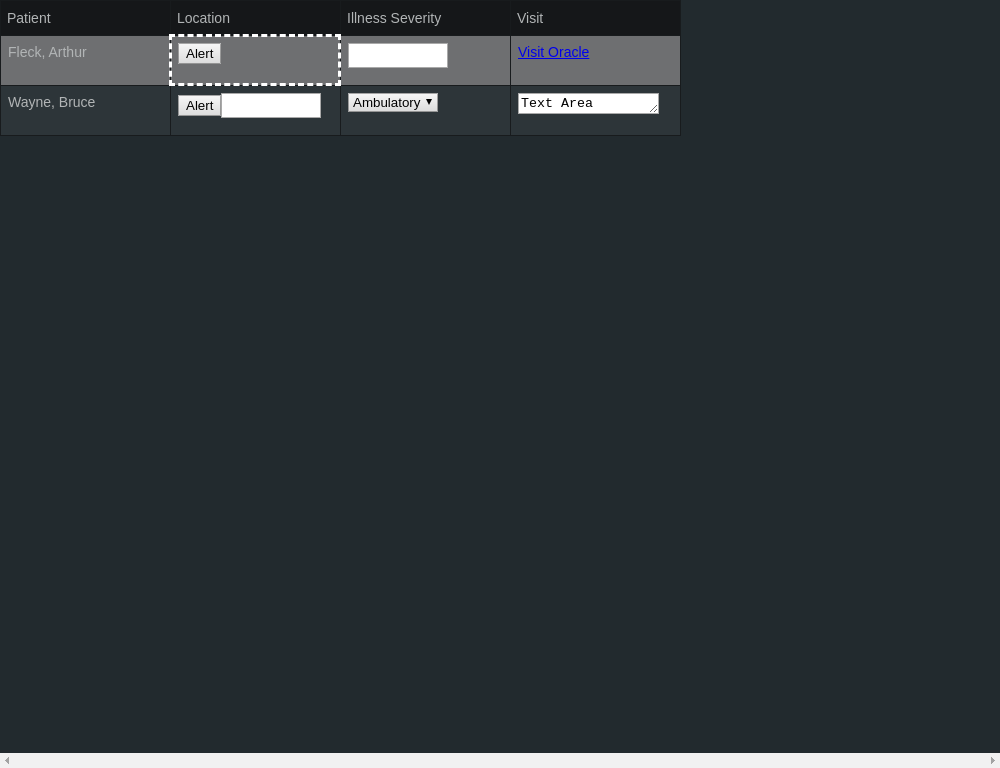 Patient Location Illness Severity Visit
Fleck, Arthur Alert Visit Oracle
Wayne, Bruce Alert Ambulatory Text Area